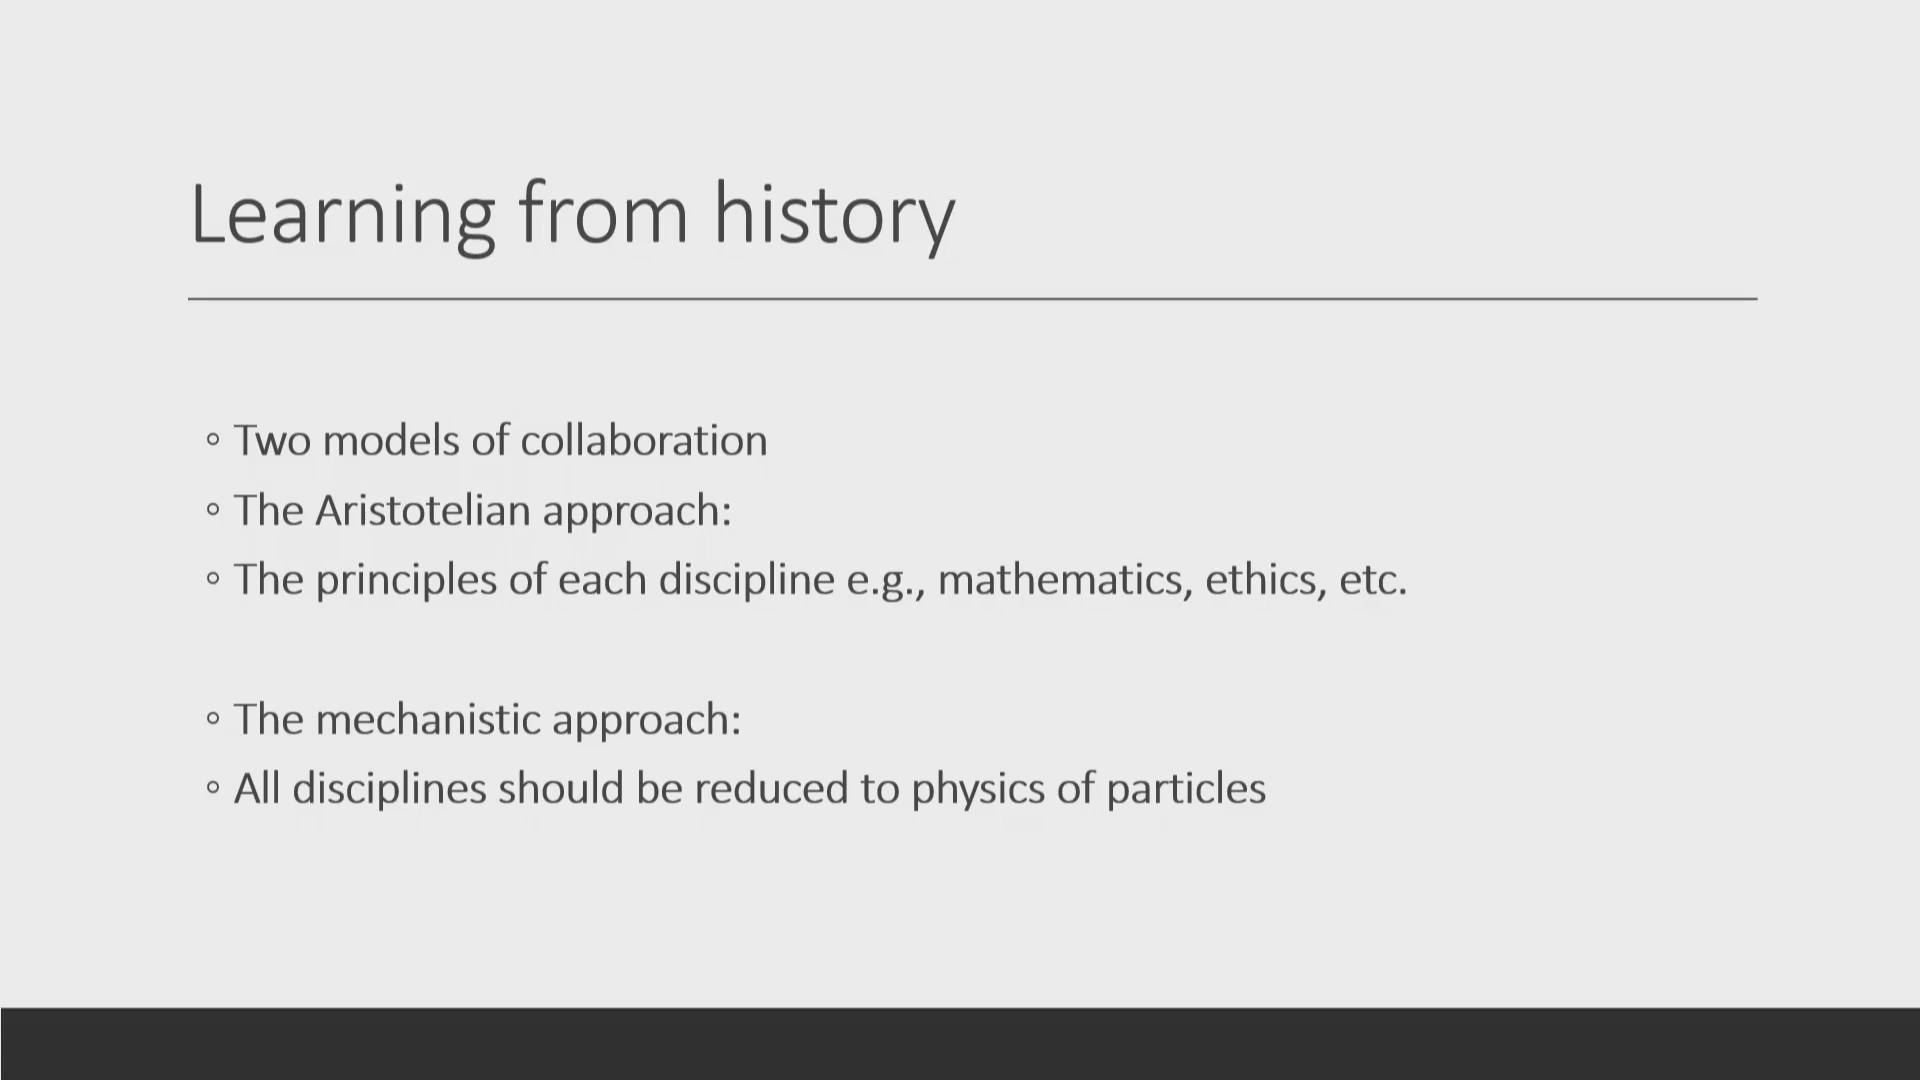 Learning from history
◦ Two models of collaboration
◦ The Aristotelian approach:
◦ The principles of each discipline e.g., mathematics, ethics, etc.
◦ The mechanistic approach:
◦ All disciplines should be reduced to physics of particles